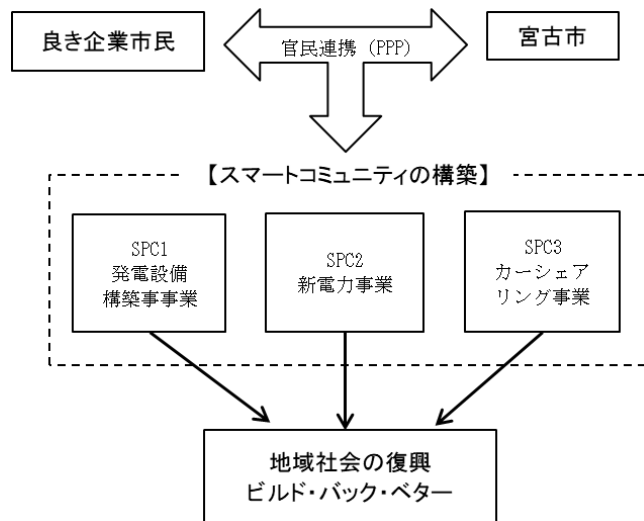 良き企業市民
官民連携（PPP）
宮古市
【スマートコミュニティの構築】
SPC1
発電設備
構築事事業
SPC2
新電力事業
SPC3
カーシェア
リング事業
地域社会の復興
ビルド・バック・ベター